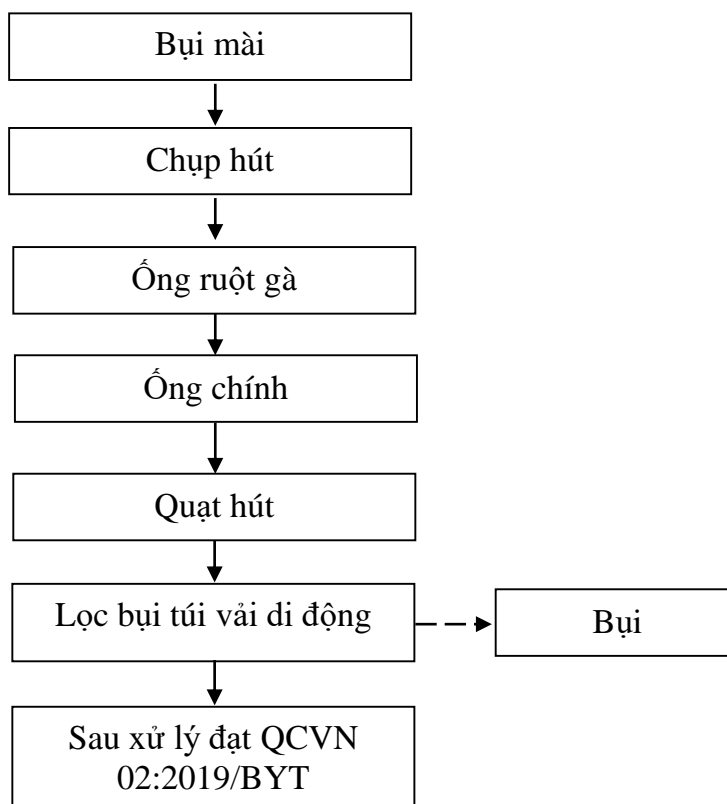 Bụi mài
Chụp hút
Ống ruột gà
Ống chính
Quạt hút
Lọc bụi túi vải di động
Bụi
Sau xử lý đạt QCVN
02:2019/BYT